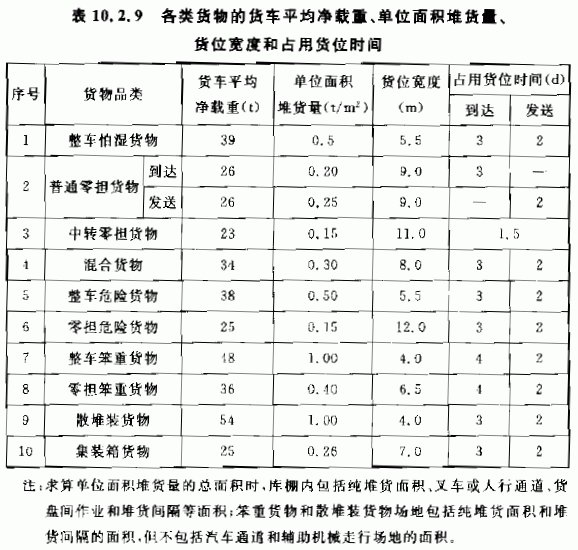 表 10.2.9 各类货物的货车平均净载重、单位面积堆货量、
货位宽度和占用货位时间
序号 货物品类 货车平均净载重(t) 单位面积堆货量(t/m²) 货位宽度(m) 占用货位时间(d) 到达 发送
1 整车怕湿货物 39 0.5 5.5 3 2
2 普通零担货物 到达 26 0.20 9.0 3 —
发送 26 0.25 9.0 — 2
3 中转零担货物 23 0.15 11.0 1.5
4 混合货物 34 0.30 8.0 3 2
5 整车危险货物 38 0.50 5.5 3 2
6 零担危险货物 25 0.15 12.0 3 2
7 整车笨重货物 48 1.00 4.0 4 2
8 零担笨重货物 36 0.40 6.5 4 2
9 散堆装货物 54 1.00 4.0 3 2
10 集装箱货物 25 0.26 7.0 3 2
注:求算单位面积堆货量的总面积时,库棚内包括纯堆货面积、叉车或人行通道、货
盘间作业和堆货间隔等面积;笨重货物和散堆装货物场地包括纯堆货面积和堆
货间隔的面积,但不包括汽车通道和辅助机械走行场地的面积。